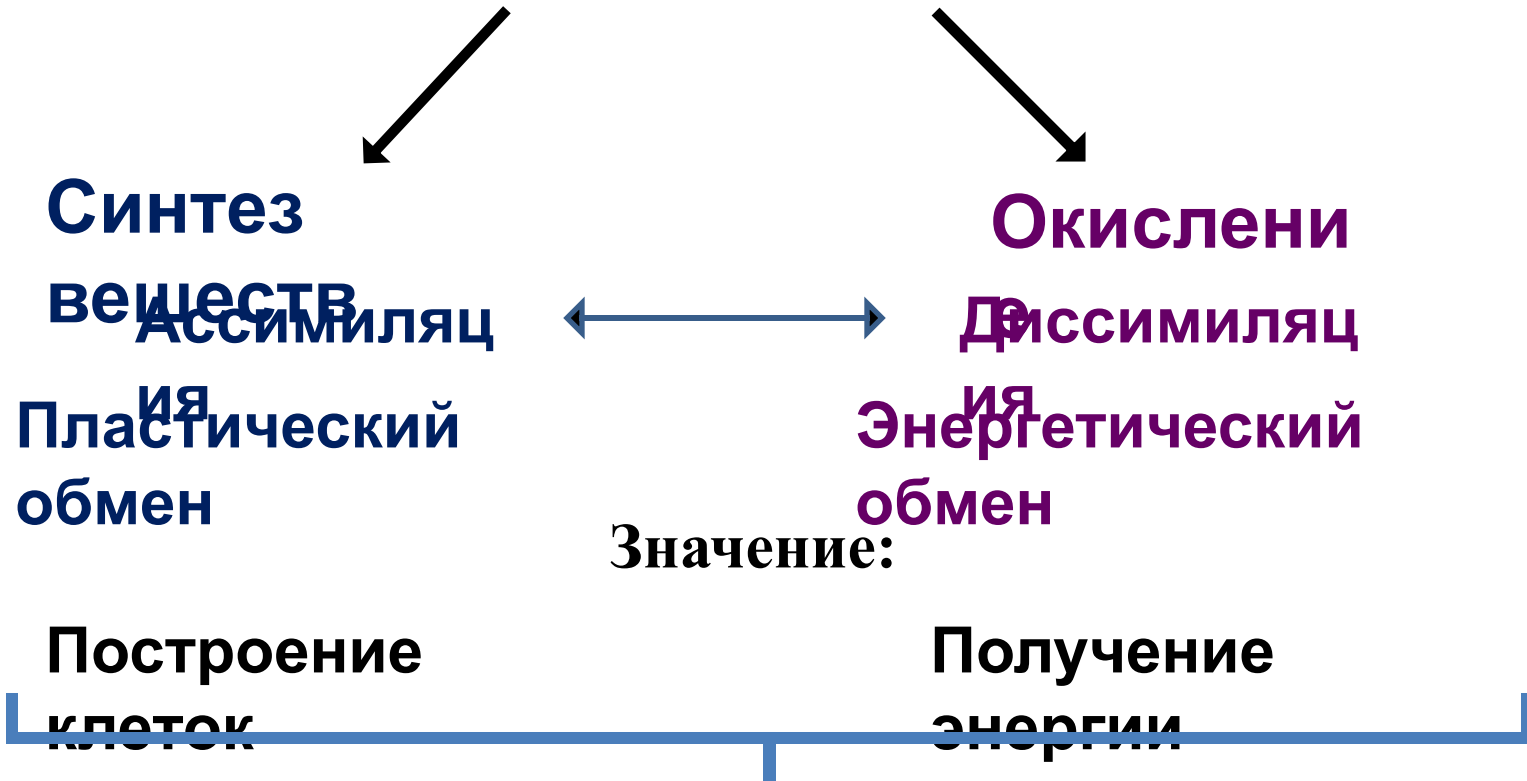 Синтез
веществ
Ассимиляц
ия
Пластический
обмен
Окислени
е
Диссимиляц
ия
Энергетический
обмен
Значение:
Построение
клеток
Получение
энергии